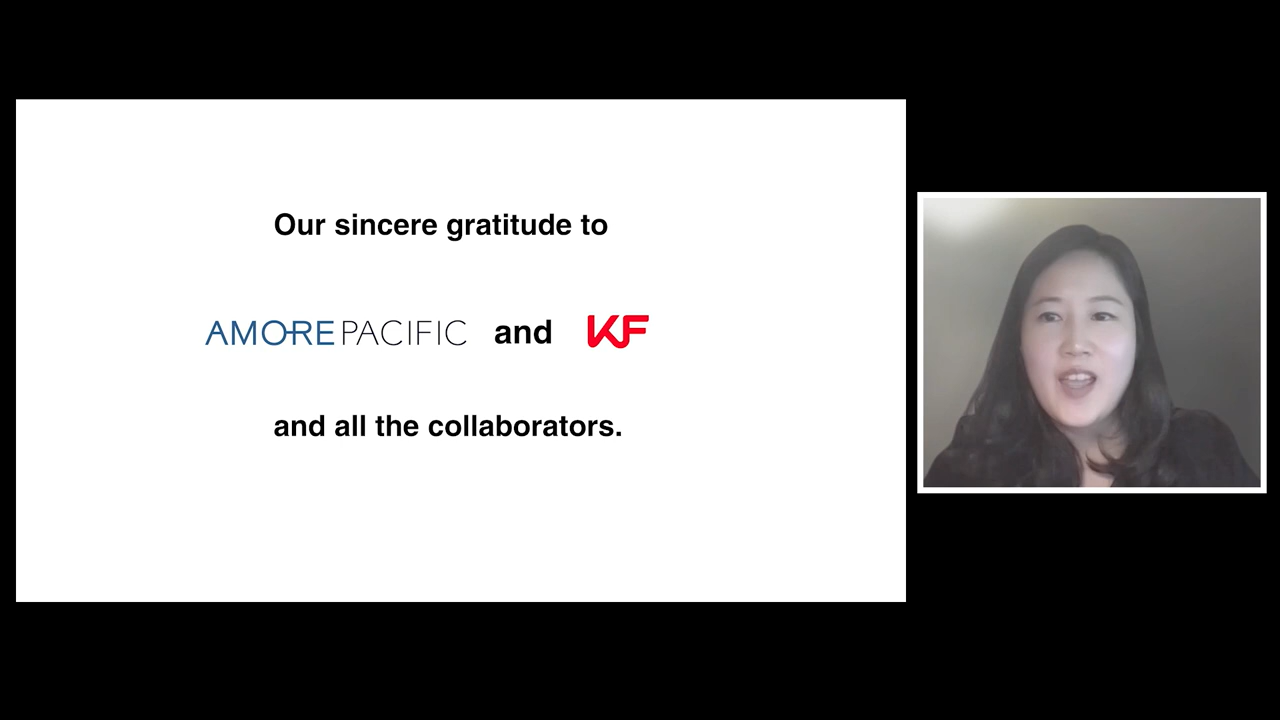 Our sincere gratitude to
AMOREPACIFIC and KF
and all the collaborators.